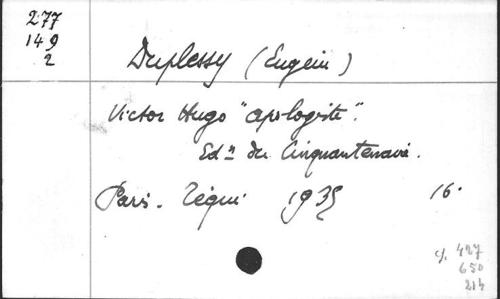 277
149
2
Duplessy (Eugène)
Victor Hugo "apologiste".
Edⁿ du Cinquantenaire.
Paris. Téqui 1935 16°
c/. 427
650
214